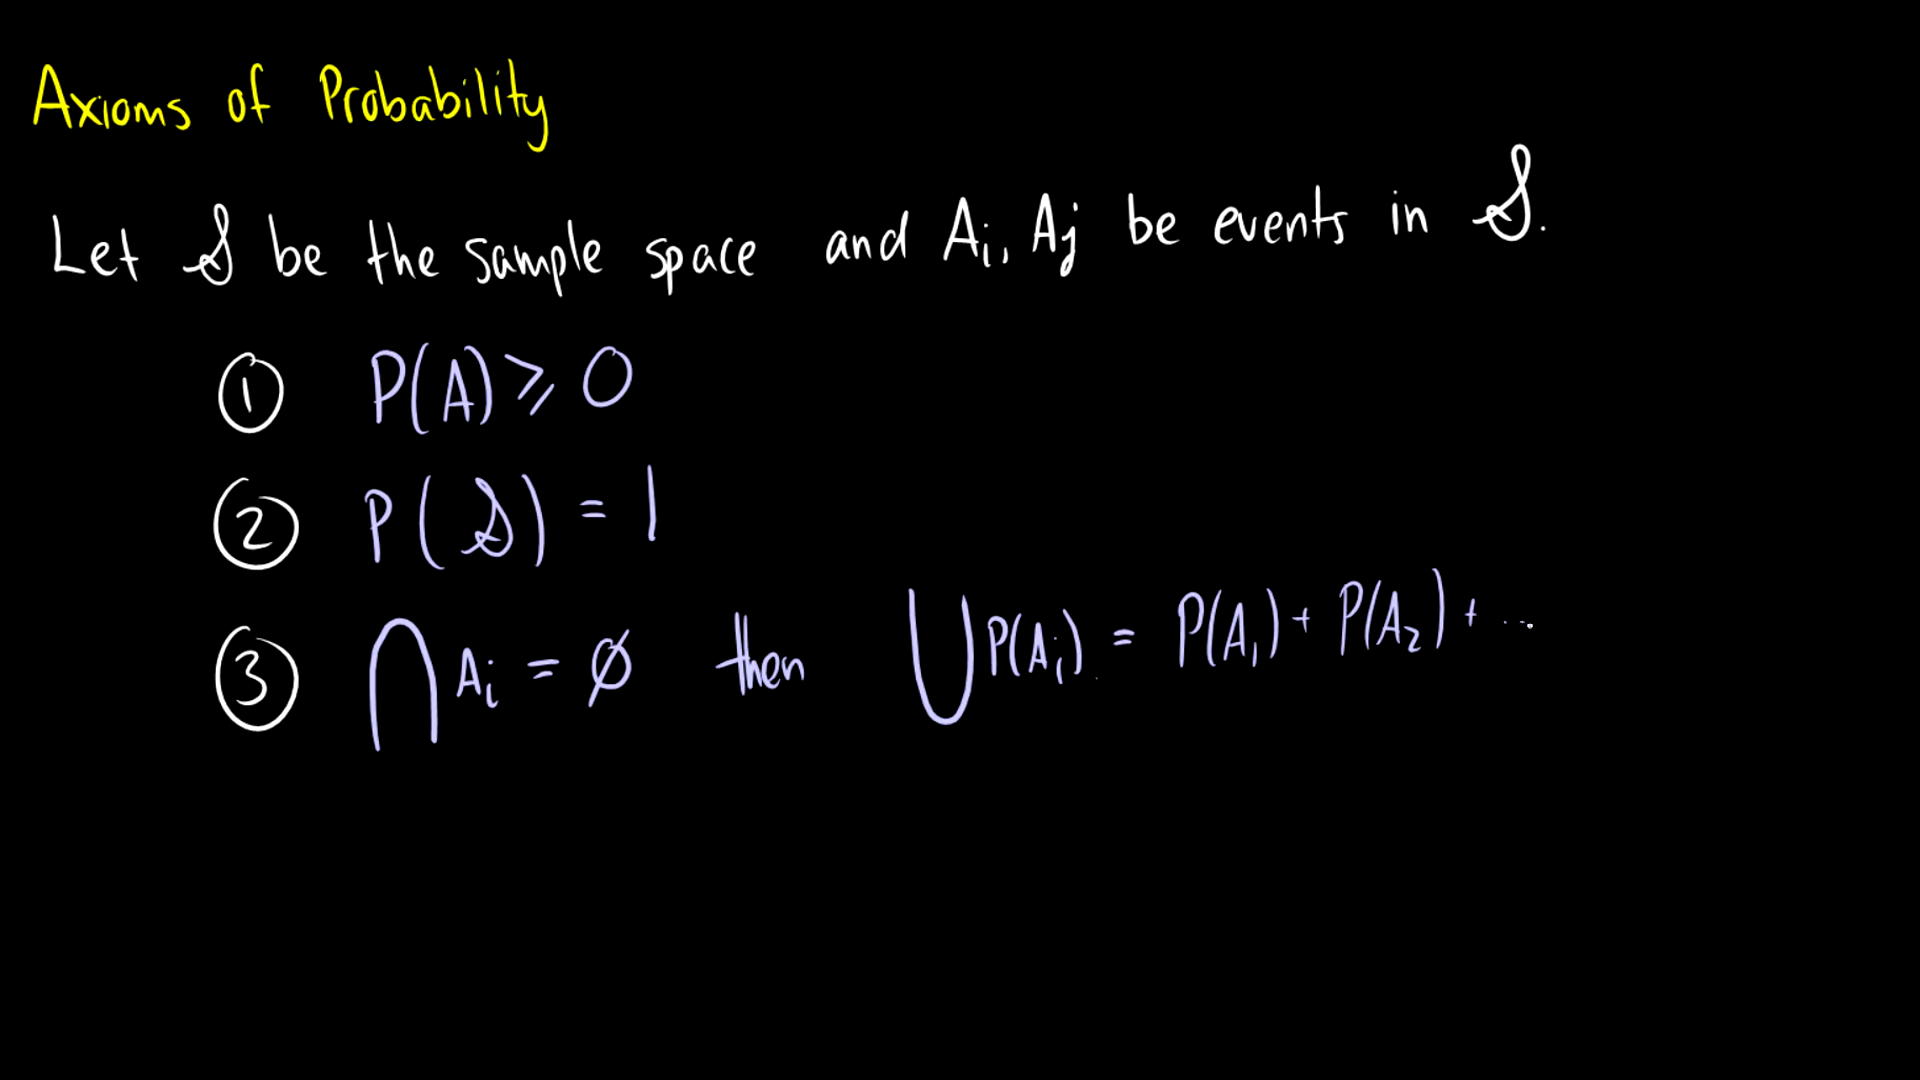 Axioms of Probability
Let 𝒮 be the sample space and Aᵢ, Aⱼ be events in 𝒮.
① P(A) ⩾ 0
② P(𝒮) = 1
③ ⋂ Aᵢ = ∅ then ⋃ P(Aᵢ) = P(A₁) + P(A₂) + ...